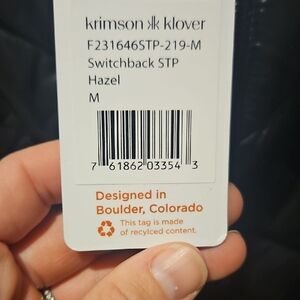 krimson klover
F231646STP-219-M
Switchback STP
Hazel
M
7 61862 03354 3
Designed in
Boulder, Colorado
This tag is made
of recylced content.